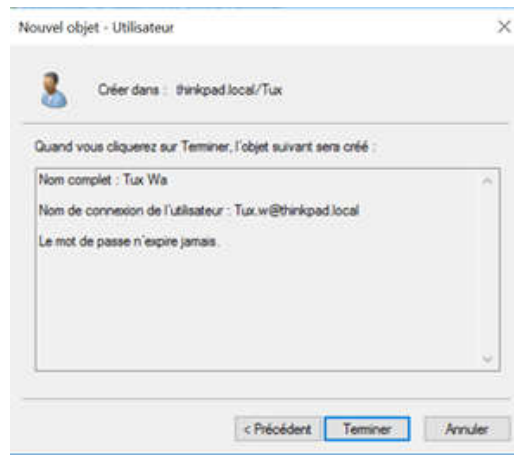 Nouvel objet - Utilisateur
Créer dans : thinkpad.local/Tux
Quand vous cliquerez sur Terminer, l'objet suivant sera créé :
Nom complet : Tux Wa
Nom de connexion de l'utilisateur : Tux.w@thinkpad.local
Le mot de passe n'expire jamais.
< Précédent Terminer Annuler